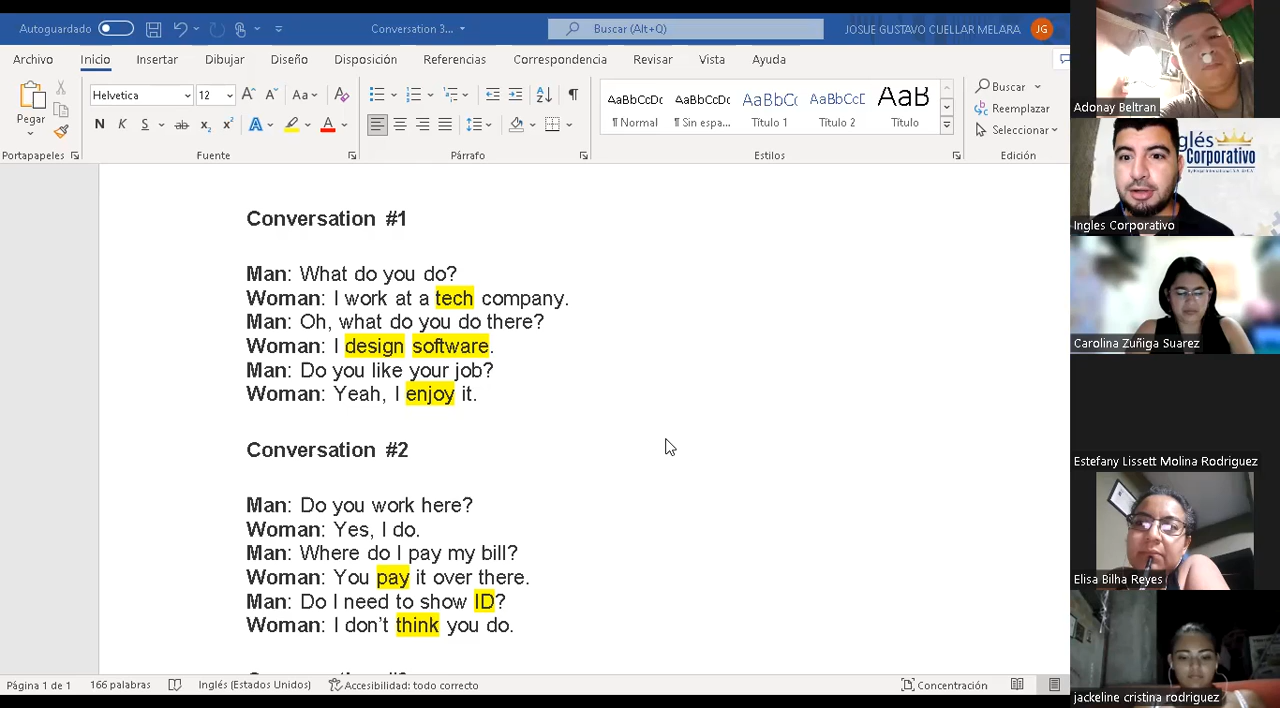 Autoguardado
Conversation 3...
Buscar (Alt+Q)
JOSUE GUSTAVO CUELLAR MELARA
JG
Archivo Inicio Insertar Dibujar Diseño Disposición Referencias Correspondencia Revisar Vista Ayuda
Pegar
Portapapeles
Helvetica 12
Aa
N K S ab x₂ x² A A
Fuente
Párrafo
AaBbCcDc AaBbCcDc AaBbCc AaBbCcD AaB
¶ Normal ¶ Sin espa... Título 1 Título 2 Título
Estilos
Buscar
Reemplazar
Seleccionar
Edición
Conversation #1
Man: What do you do?
Woman: I work at a tech company.
Man: Oh, what do you do there?
Woman: I design software.
Man: Do you like your job?
Woman: Yeah, I enjoy it.
Conversation #2
Man: Do you work here?
Woman: Yes, I do.
Man: Where do I pay my bill?
Woman: You pay it over there.
Man: Do I need to show ID?
Woman: I don't think you do.
Página 1 de 1 166 palabras Inglés (Estados Unidos) Accesibilidad: todo correcto Concentración
Adonay Beltran
Inglés
Corporativo
Ingles Corporativo
Carolina Zuñiga Suarez
Estefany Lissett Molina Rodriguez
Elisa Bilha Reyes
jackeline cristina rodriguez